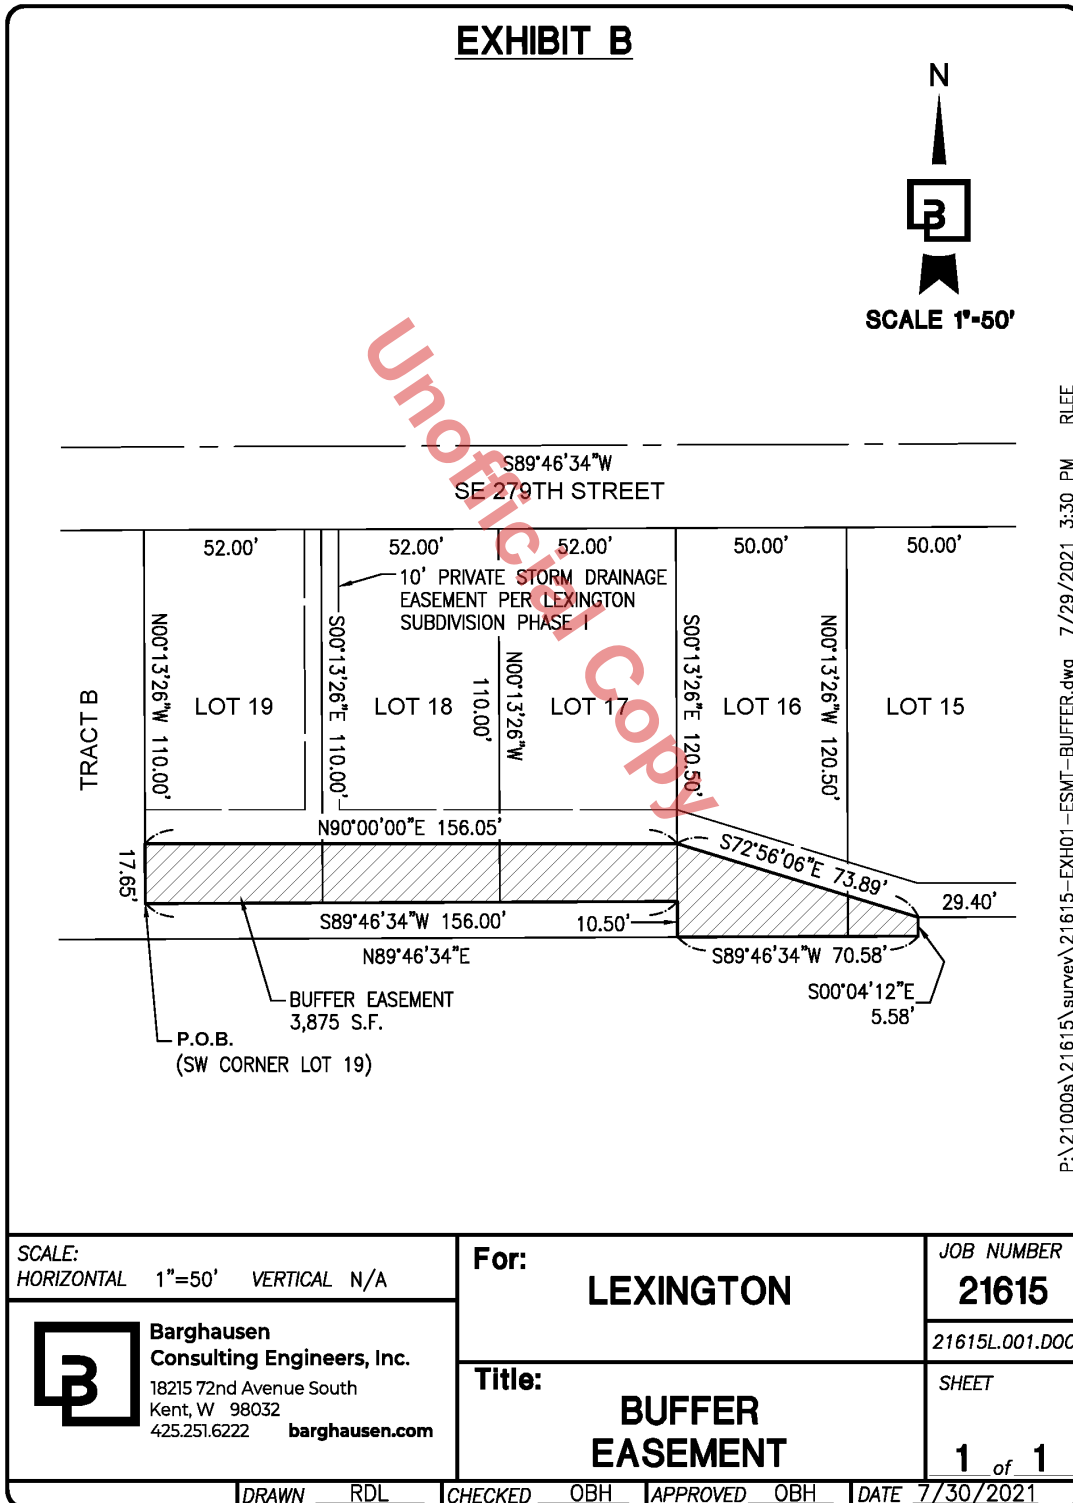 EXHIBIT B
N
B
SCALE 1"=50'
S89°46'34"W
SE 279TH STREET
52.00'
52.00'
52.00'
50.00'
50.00'
10' PRIVATE STORM DRAINAGE
EASEMENT PER LEXINGTON
SUBDIVISION PHASE I
TRACT B
N00°13'26"W 110.00'
LOT 19
S00°13'26"E 110.00'
LOT 18
N00°13'26"W
110.00'
LOT 17
S00°13'26"E 120.50'
LOT 16
N00°13'26"W 120.50'
LOT 15
N90°00'00"E 156.05'
S72°56'06"E 73.89'
17.65'
29.40'
S89°46'34"W 156.00'
10.50'
N89°46'34"E
S89°46'34"W 70.58'
S00°04'12"E
5.58'
BUFFER EASEMENT
3,875 S.F.
P.O.B.
(SW CORNER LOT 19)
Unofficial Copy
P:\21000s\21615\survey\21615-EXH01-ESMT-BUFFER.dwg 7/29/2021 3:30 PM RLEE
SCALE:
HORIZONTAL 1"=50' VERTICAL N/A
B
Barghausen
Consulting Engineers, Inc.
18215 72nd Avenue South
Kent, W 98032
425.251.6222 barghausen.com
For:
LEXINGTON
Title:
BUFFER
EASEMENT
JOB NUMBER
21615
21615L.001.DOC
SHEET
1 of 1
DRAWN RDL CHECKED OBH APPROVED OBH DATE 7/30/2021